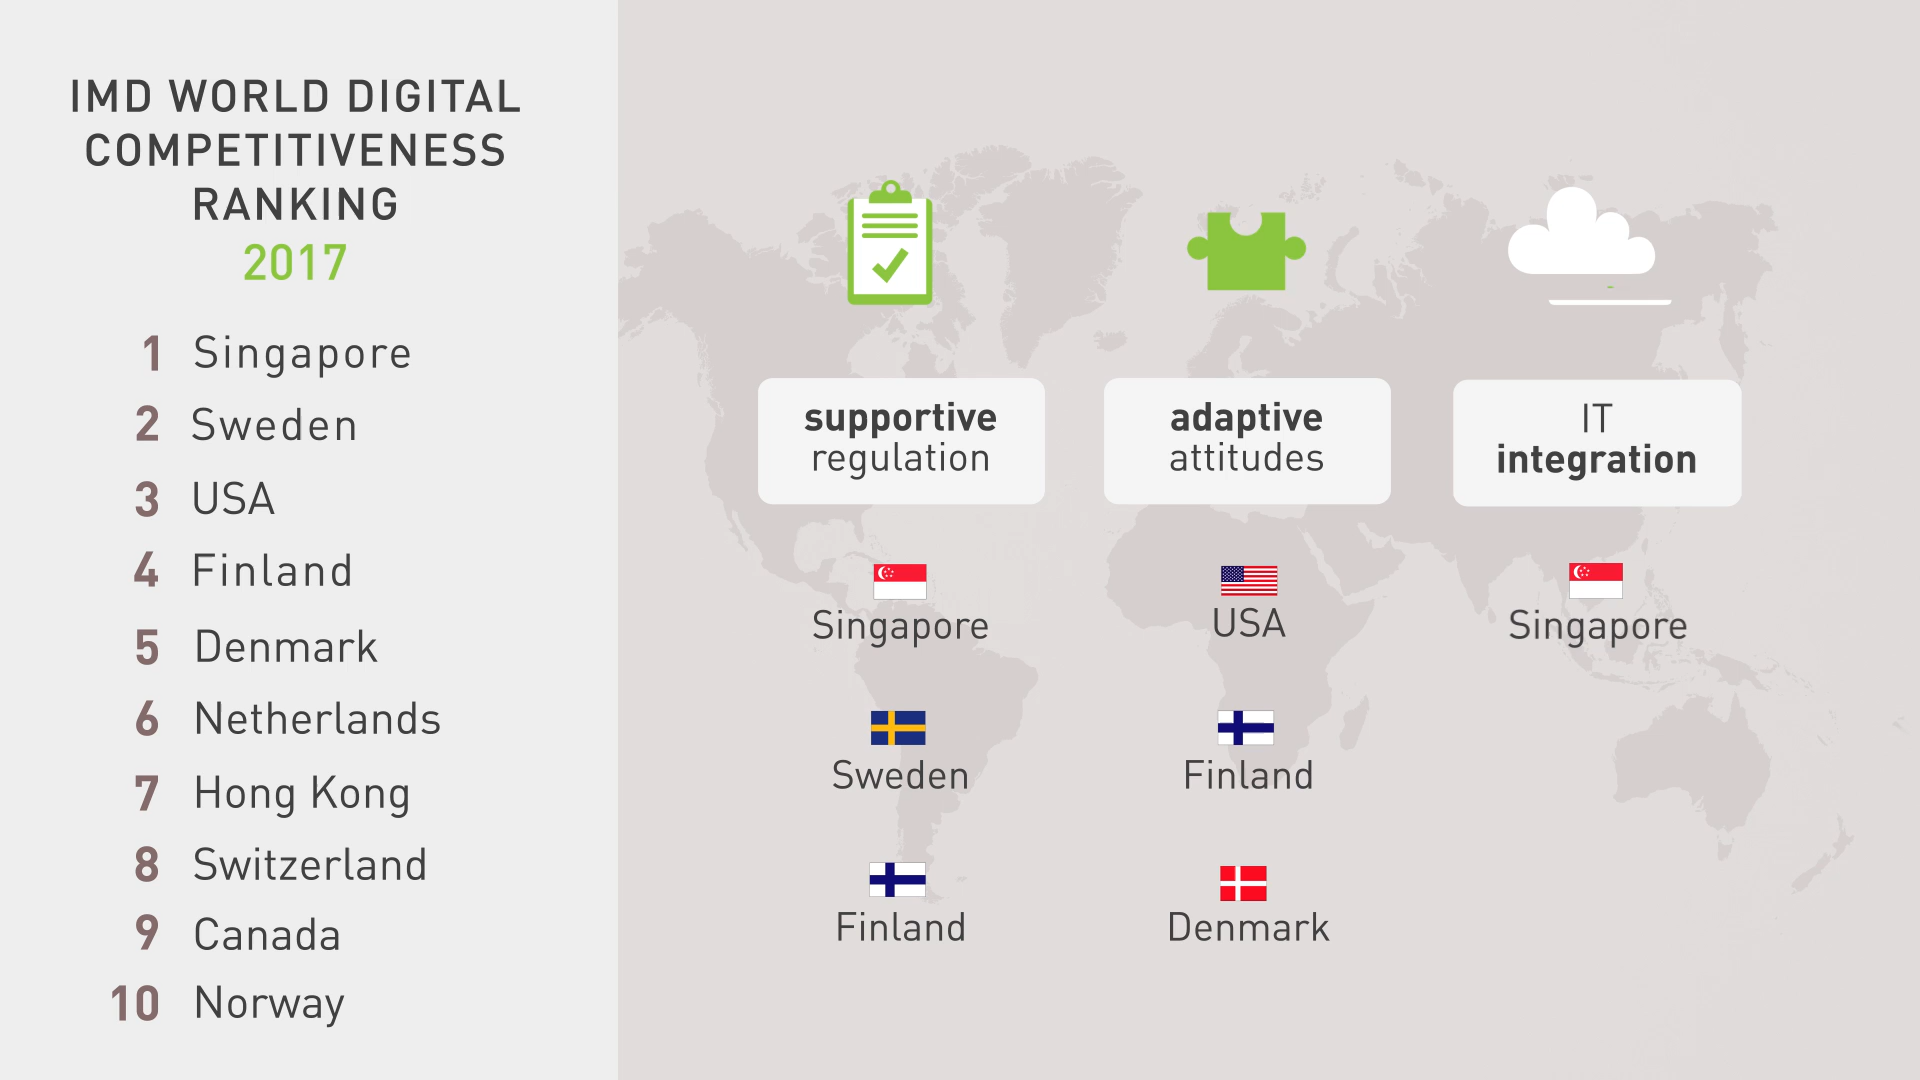 IMD WORLD DIGITAL
COMPETITIVENESS
RANKING
2017
1 Singapore
2 Sweden
3 USA
4 Finland
5 Denmark
6 Netherlands
7 Hong Kong
8 Switzerland
9 Canada
10 Norway
supportive
regulation
Singapore
Sweden
Finland
adaptive
attitudes
USA
Finland
Denmark
IT
integration
Singapore